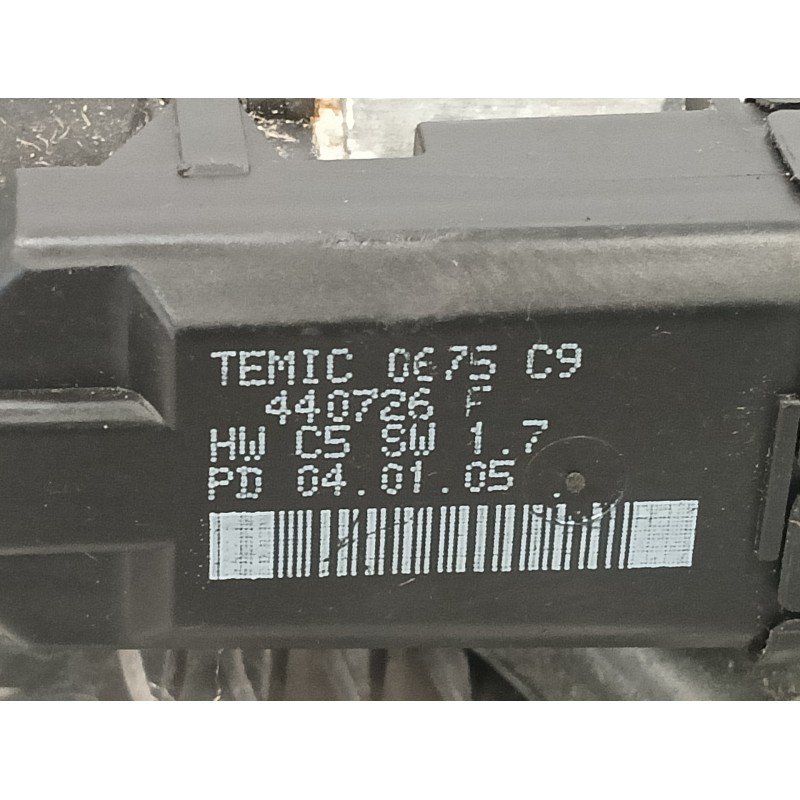 TEMIC 0675 C9
440726 F
HW C5 SW 1.7
PD 04.01.05